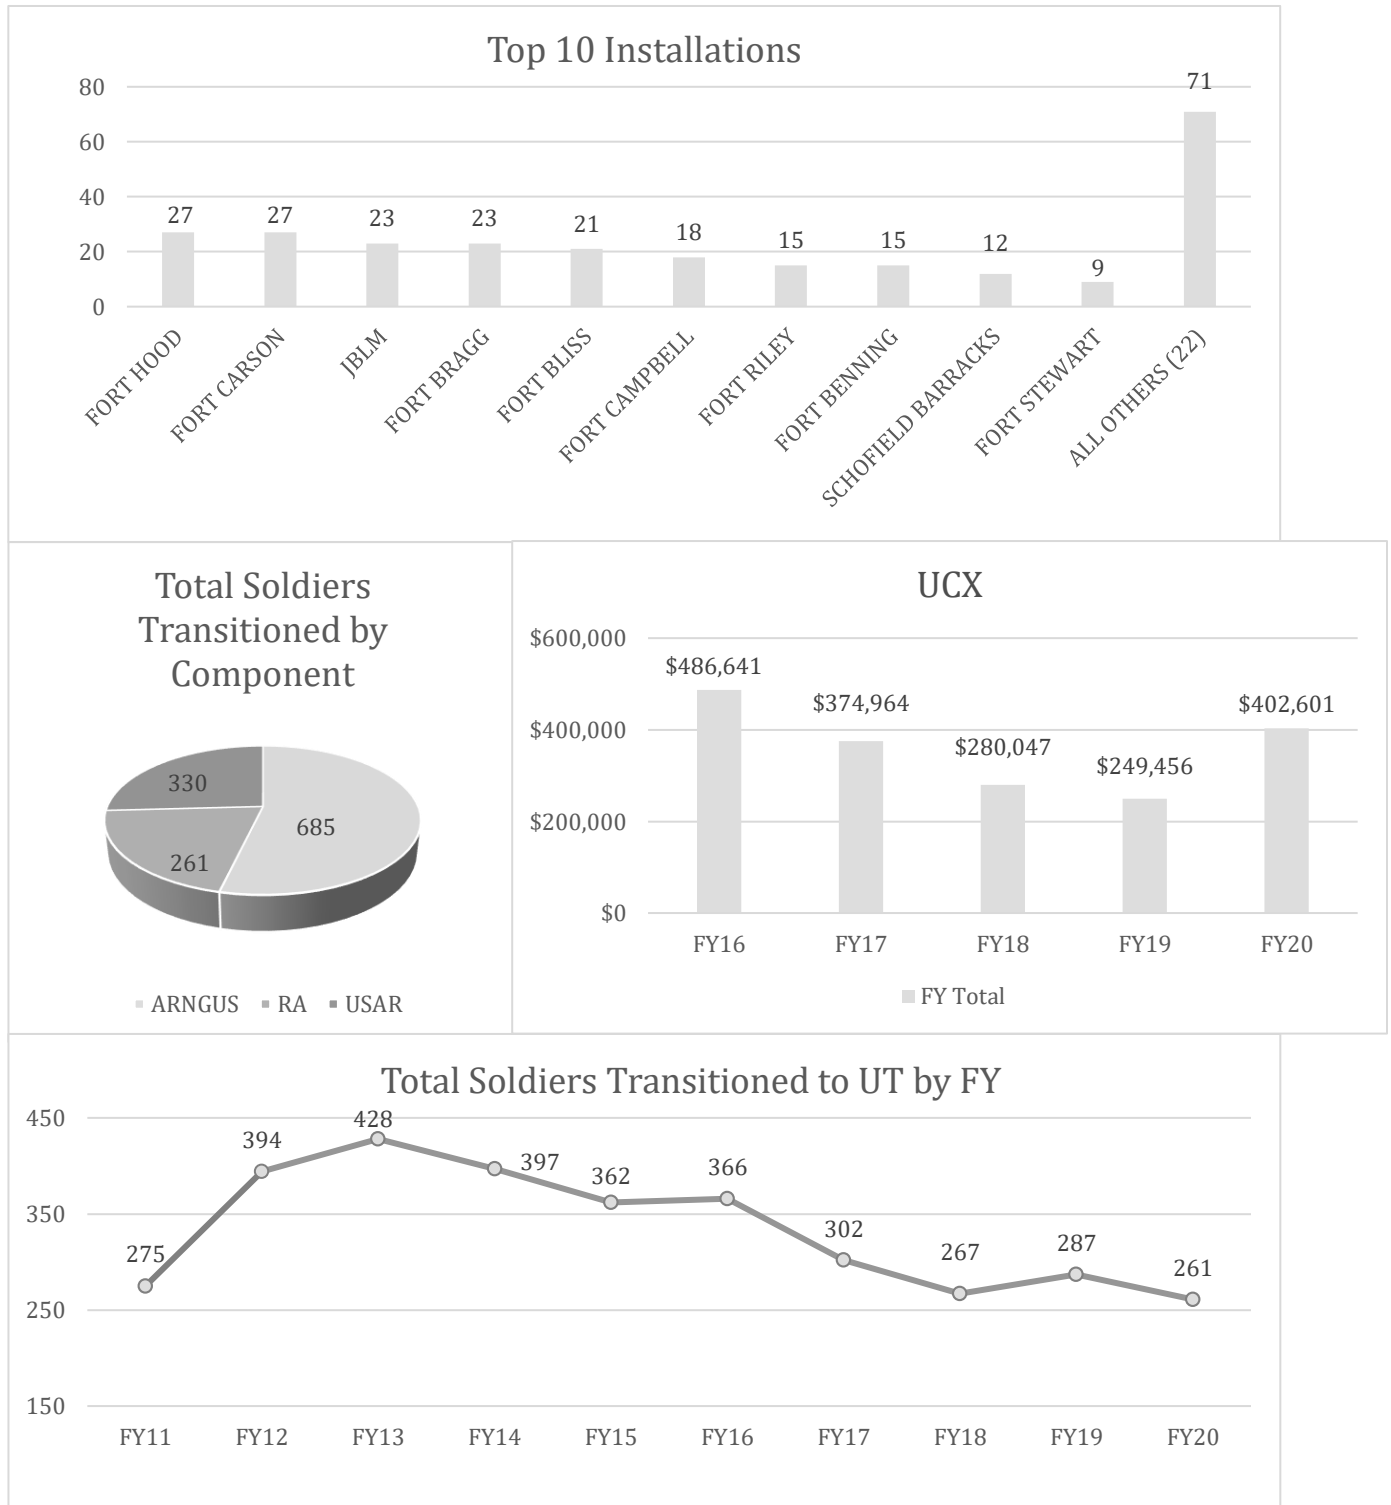 Top 10 Installations
80
60
40
20
0
27
27
23
23
21
18
15
15
12
9
71
FORT HOOD
FORT CARSON
JBLM
FORT BRAGG
FORT BLISS
FORT CAMPBELL
FORT RILEY
FORT BENNING
SCHOFIELD BARRACKS
FORT STEWART
ALL OTHERS (22)
Total Soldiers
Transitioned by
Component
330
685
261
ARNGUS RA USAR
UCX
$600,000
$400,000
$200,000
$0
$486,641
$374,964
$280,047
$249,456
$402,601
FY16 FY17 FY18 FY19 FY20
FY Total
Total Soldiers Transitioned to UT by FY
450
350
250
150
275
394
428
397
362
366
302
267
287
261
FY11 FY12 FY13 FY14 FY15 FY16 FY17 FY18 FY19 FY20